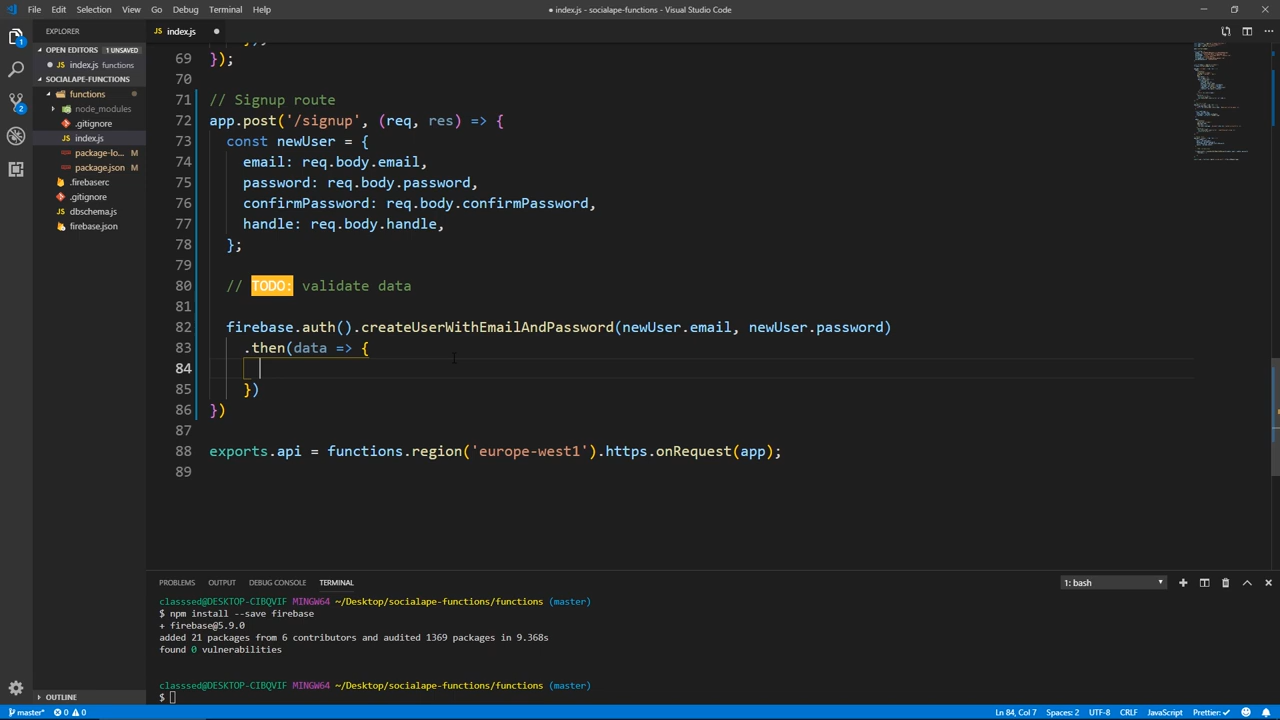 File Edit Selection View Go Debug Terminal Help
● index.js - socialape-functions - Visual Studio Code
EXPLORER
OPEN EDITORS 1 UNSAVED
● JS index.js functions
SOCIALAPE-FUNCTIONS
functions
node_modules
.gitignore
JS index.js
package-lo... M
package.json M
.firebaserc
.gitignore
JS dbschema.js
firebase.json
OUTLINE
JS index.js
69 });
70
71 // Signup route
72 app.post('/signup', (req, res) => {
73 const newUser = {
74 email: req.body.email,
75 password: req.body.password,
76 confirmPassword: req.body.confirmPassword,
77 handle: req.body.handle,
78 };
79
80 // TODO: validate data
81
82 firebase.auth().createUserWithEmailAndPassword(newUser.email, newUser.password)
83 .then(data => {
84
85 })
86 })
87
88 exports.api = functions.region('europe-west1').https.onRequest(app);
89
PROBLEMS OUTPUT DEBUG CONSOLE TERMINAL 1: bash
classsed@DESKTOP-CIBQVIF MINGW64 ~/Desktop/socialape-functions/functions (master)
$ npm install --save firebase
+ firebase@5.9.0
added 21 packages from 6 contributors and audited 1369 packages in 9.368s
found 0 vulnerabilities
classsed@DESKTOP-CIBQVIF MINGW64 ~/Desktop/socialape-functions/functions (master)
$
master* 0 0 Ln 84, Col 7 Spaces: 2 UTF-8 CRLF JavaScript Prettier: ✓